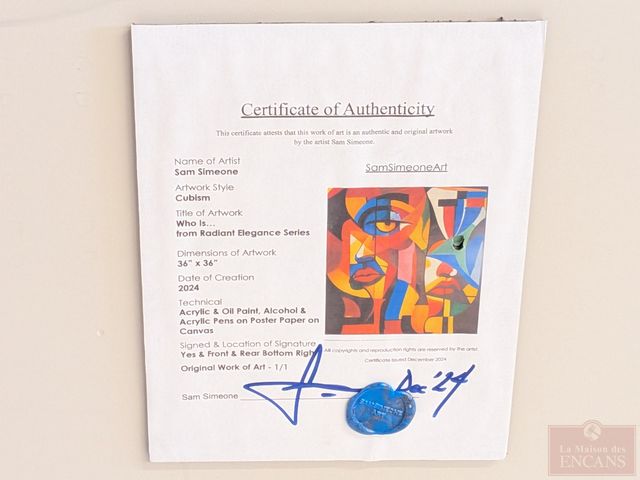 Certificate of Authenticity
This certificate attests that this work of art is an authentic and original artwork
by the artist Sam Simeone.
Name of Artist
Sam Simeone
SamSimeoneArt
Artwork Style
Cubism
Title of Artwork
Who is...
from Radiant Elegance Series
Dimensions of Artwork
36" x 36"
Date of Creation
2024
Technical
Acrylic & Oil Paint, Alcohol &
Acrylic Pens on Poster Paper on
Canvas
Signed & Location of Signature
Yes & Front & Rear Bottom Right
All copyrights and reproduction rights are reserved by the artist.
Certificate Issued December 2024
Original Work of Art - 1/1
Dec '24
Sam Simeone
SAMSIMEONE
ART
La Maison des
ENCANS